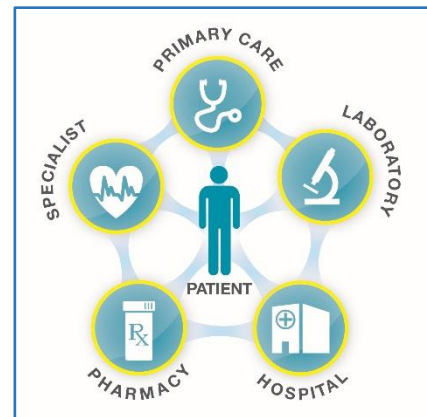 PRIMARY CARE
LABORATORY
SPECIALIST
PATIENT
Rx
PHARMACY
HOSPITAL